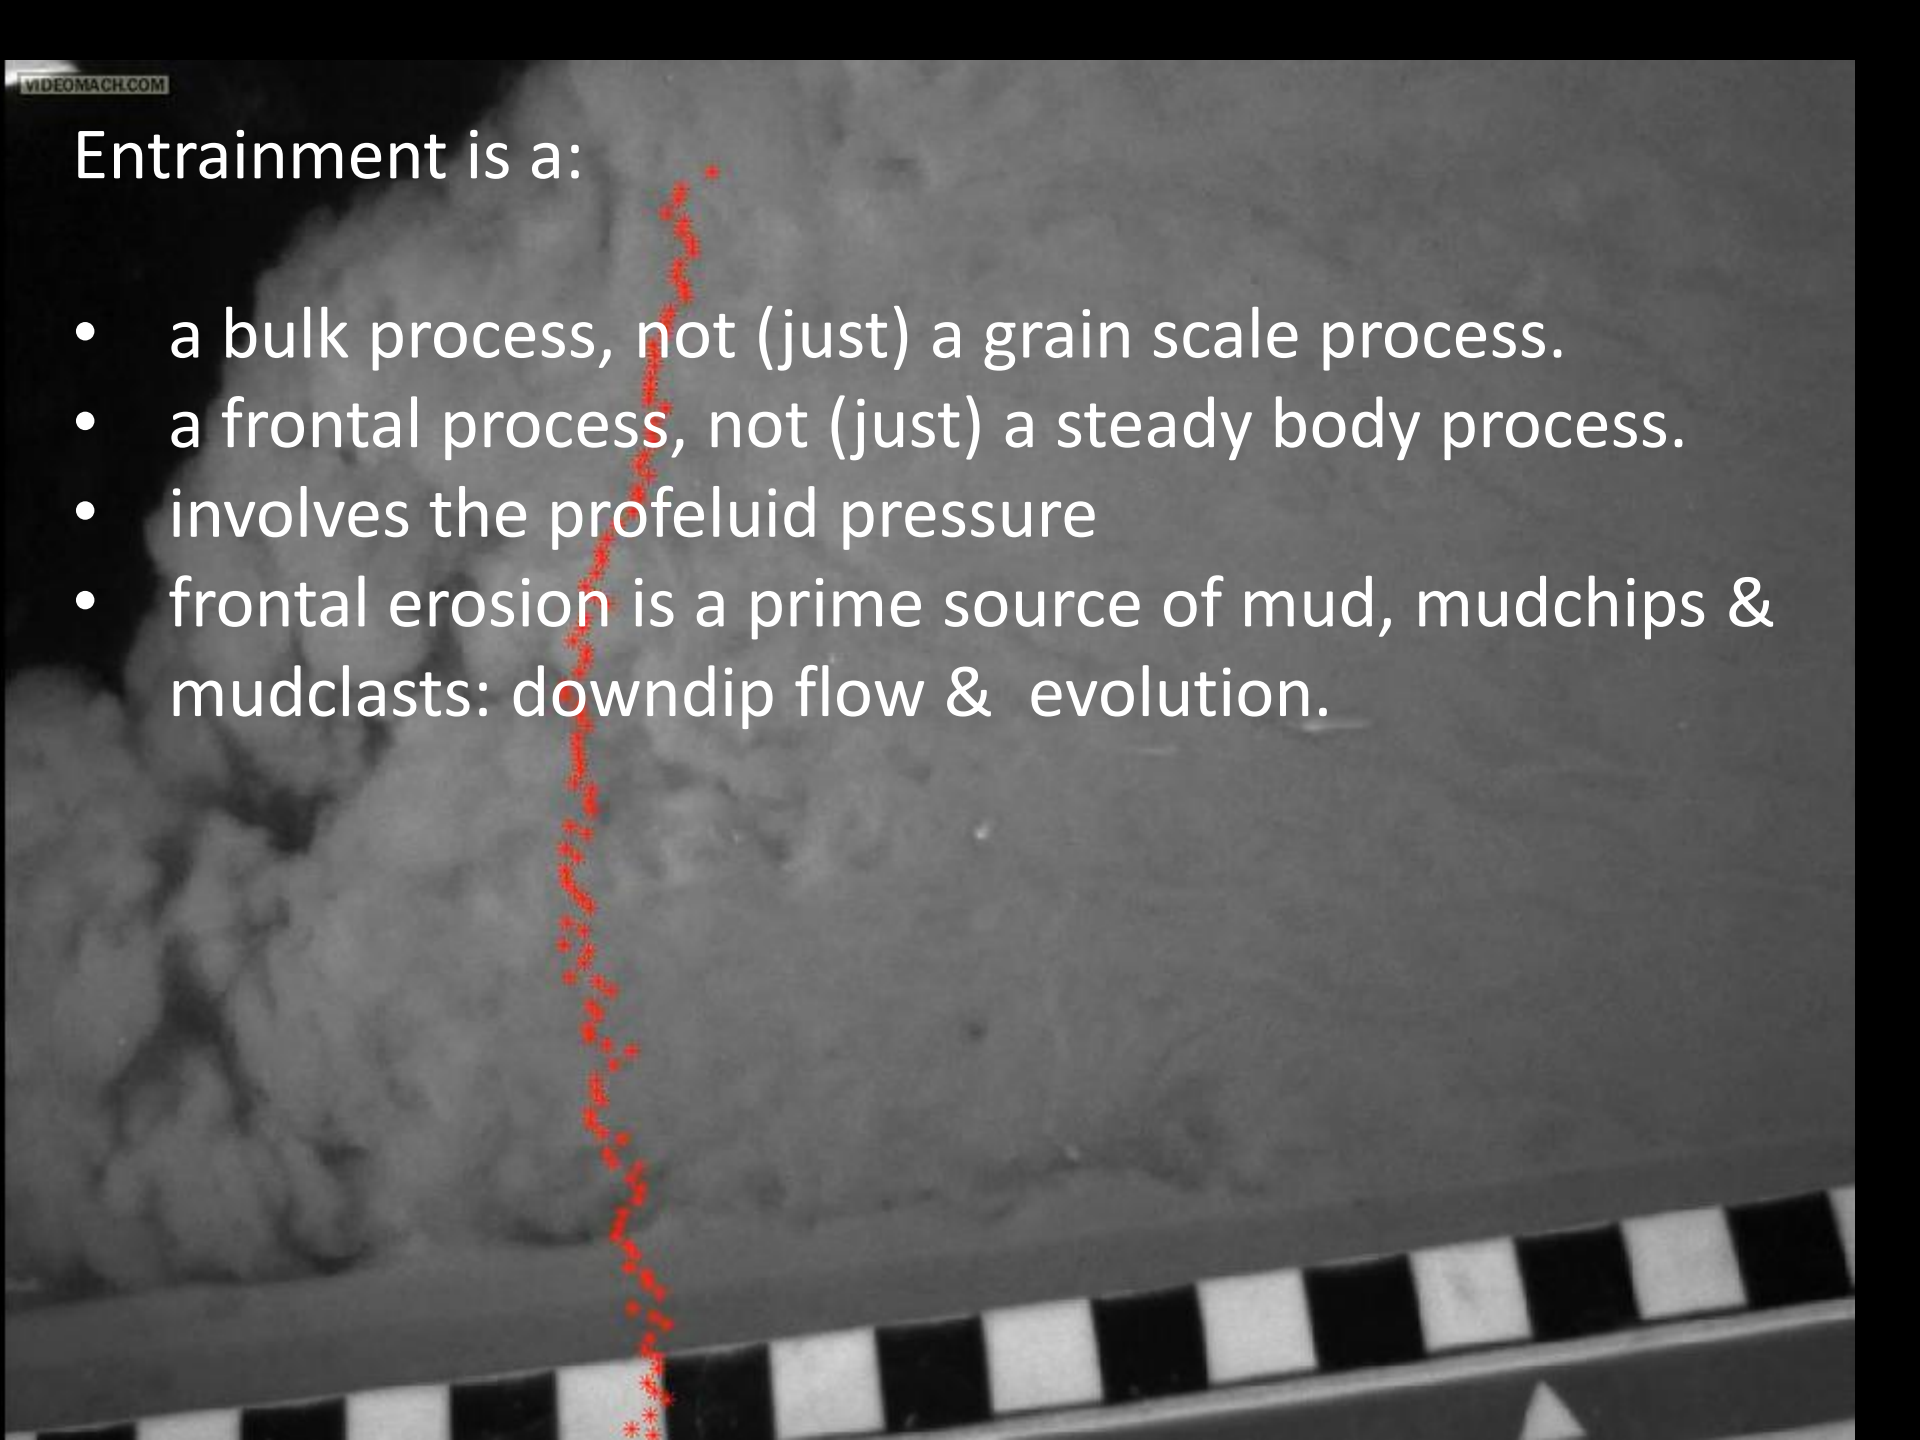 VIDEOMACH.COM
Entrainment is a:
• a bulk process, not (just) a grain scale process.
• a frontal process, not (just) a steady body process.
• involves the profeluid pressure
• frontal erosion is a prime source of mud, mudchips &
mudclasts: downdip flow & evolution.